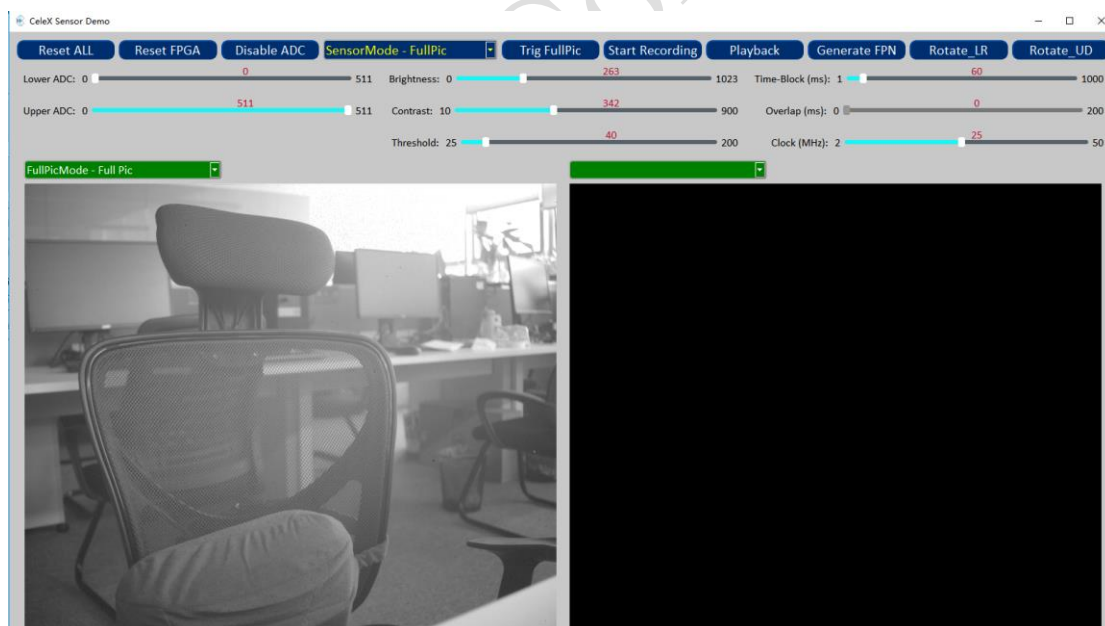 CeleX Sensor Demo
Reset ALL Reset FPGA Disable ADC SensorMode - FullPic Trig FullPic Start Recording Playback Generate FPN Rotate_LR Rotate_UD
Lower ADC: 0 0 511 Brightness: 0 263 1023 Time-Block (ms): 1 60 1000
Upper ADC: 0 511 511 Contrast: 10 342 900 Overlap (ms): 0 0 200
Threshold: 25 40 200 Clock (MHz): 2 25 50
FullPicMode - Full Pic